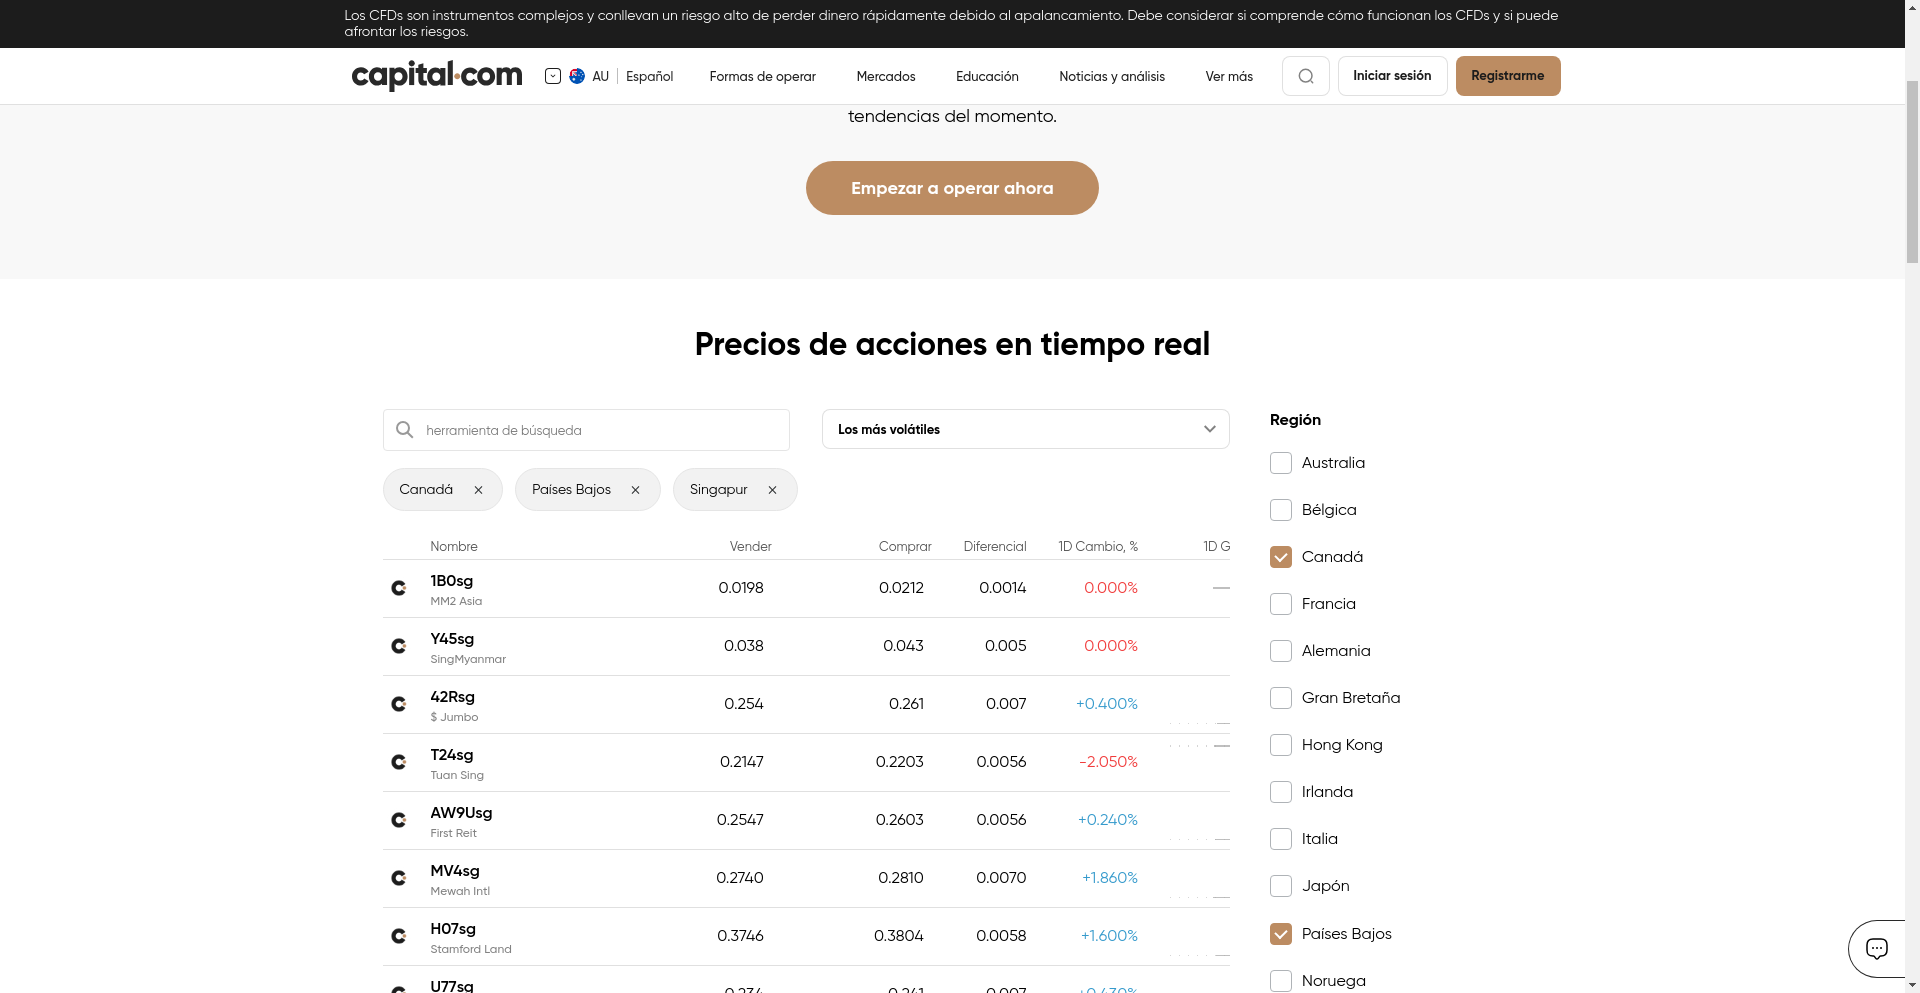 Los CFDs son instrumentos complejos y conllevan un riesgo alto de perder dinero rápidamente debido al apalancamiento. Debe considerar si comprende cómo funcionan los CFDs y si puede
afrontar los riesgos.
capital.com
AU Español Formas de operar Mercados Educación Noticias y análisis Ver más Iniciar sesión Registrarme
tendencias del momento.
Empezar a operar ahora
Precios de acciones en tiempo real
herramienta de búsqueda
Los más volátiles
Canadá Países Bajos Singapur
Nombre Vender Comprar Diferencial 1D Cambio, % 1D G
1B0sg 0.0198 0.0212 0.0014 0.000%
MM2 Asia
Y45sg 0.038 0.043 0.005 0.000%
SingMyanmar
42Rsg 0.254 0.261 0.007 +0.400%
$ Jumbo
T24sg 0.2147 0.2203 0.0056 -2.050%
Tuan Sing
AW9Usg 0.2547 0.2603 0.0056 +0.240%
First Reit
MV4sg 0.2740 0.2810 0.0070 +1.860%
Mewah Intl
H07sg 0.3746 0.3804 0.0058 +1.600%
Stamford Land
U77sg 0.234 0.241 0.007 +0.430%
Región
Australia
Bélgica
Canadá
Francia
Alemania
Gran Bretaña
Hong Kong
Irlanda
Italia
Japón
Países Bajos
Noruega